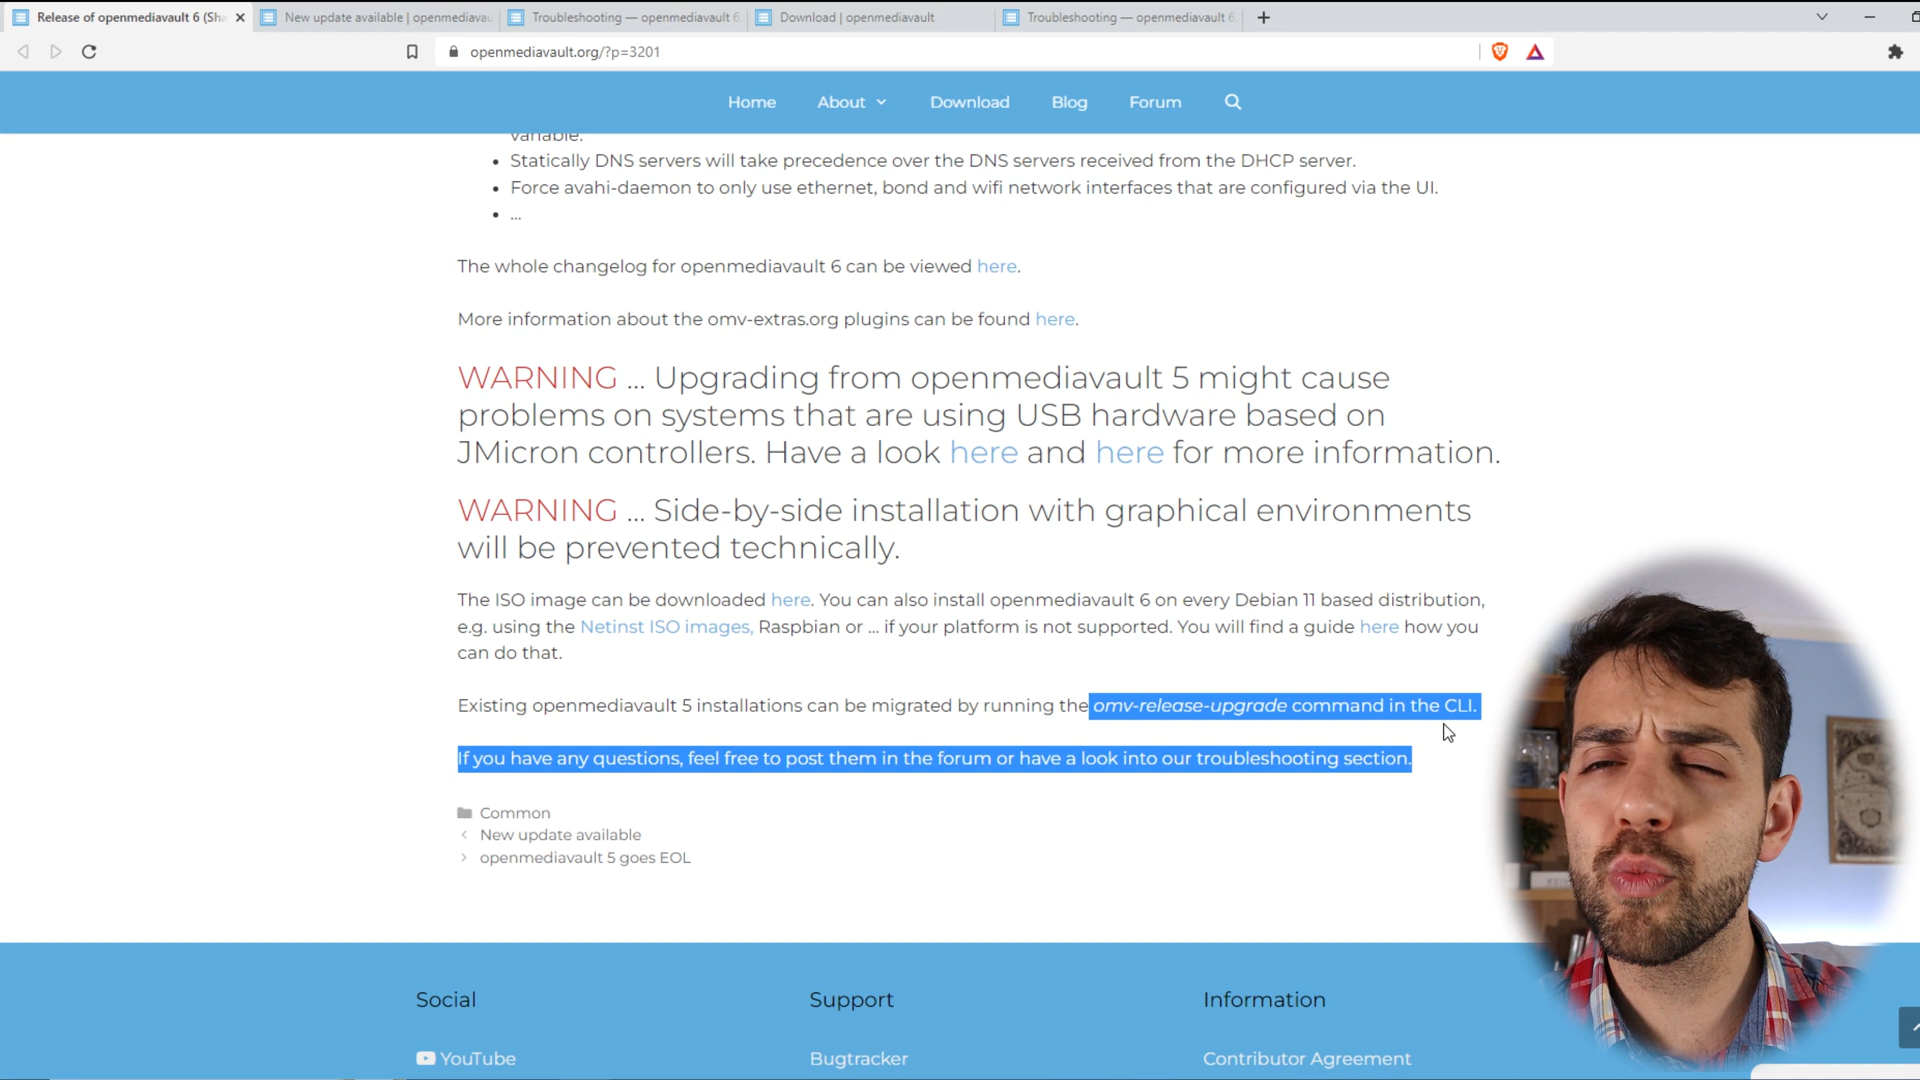 Release of openmediavault 6 (Sha
New update available | openmediavau
Troubleshooting — openmediavault 6
Download | openmediavault
Troubleshooting — openmediavault 6
openmediavault.org/?p=3201
Home About Download Blog Forum
variable.
• Statically DNS servers will take precedence over the DNS servers received from the DHCP server.
• Force avahi-daemon to only use ethernet, bond and wifi network interfaces that are configured via the UI.
• ...
The whole changelog for openmediavault 6 can be viewed here.
More information about the omv-extras.org plugins can be found here.
WARNING ... Upgrading from openmediavault 5 might cause
problems on systems that are using USB hardware based on
JMicron controllers. Have a look here and here for more information.
WARNING ... Side-by-side installation with graphical environments
will be prevented technically.
The ISO image can be downloaded here. You can also install openmediavault 6 on every Debian 11 based distribution,
e.g. using the Netinst ISO images, Raspbian or ... if your platform is not supported. You will find a guide here how you
can do that.
Existing openmediavault 5 installations can be migrated by running the omv-release-upgrade command in the CLI.
If you have any questions, feel free to post them in the forum or have a look into our troubleshooting section.
Common
New update available
openmediavault 5 goes EOL
Social Support Information
YouTube Bugtracker Contributor Agreement